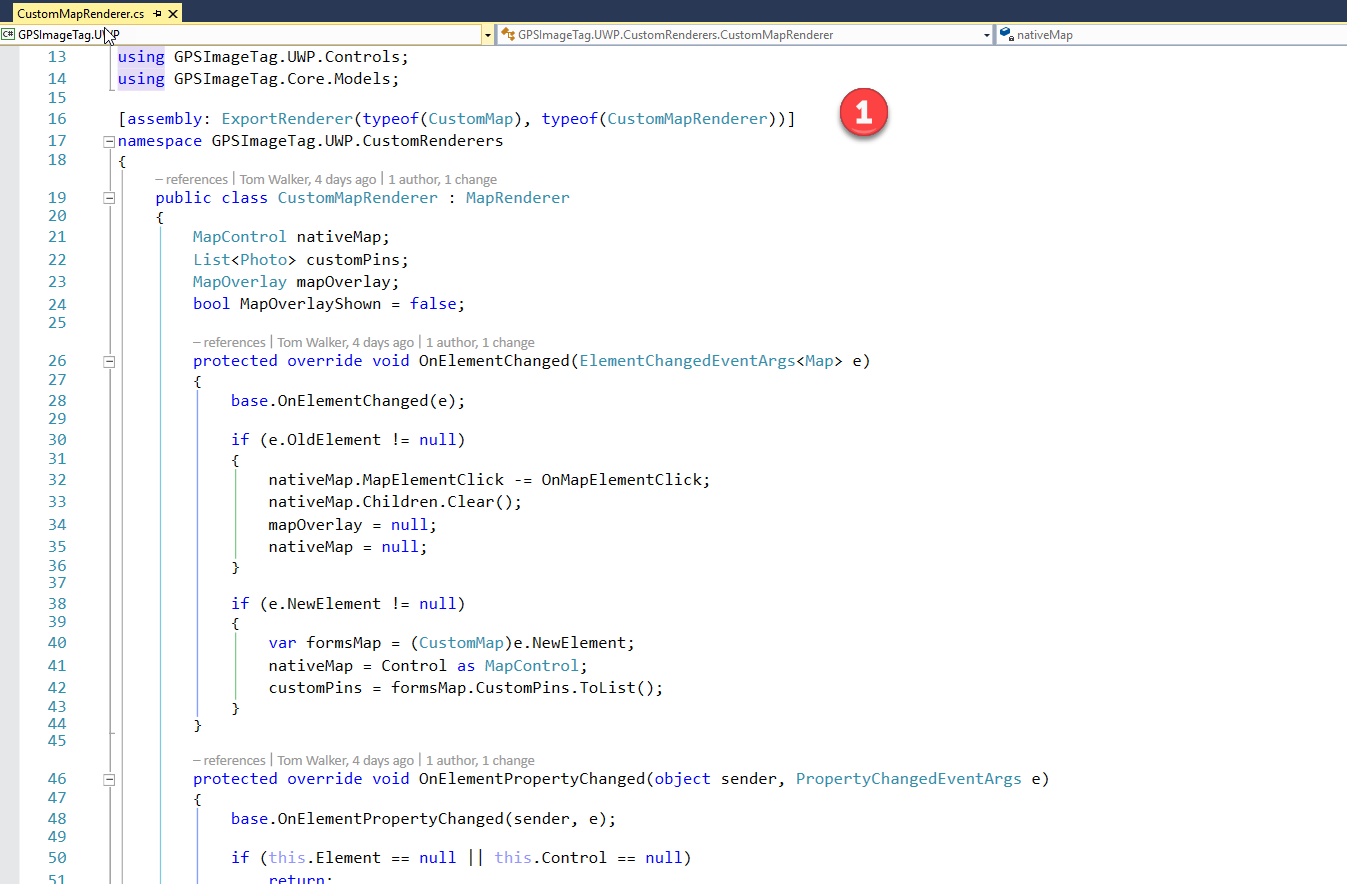 CustomMapRenderer.cs
GPSImageTag.UWP GPSImageTag.UWP.CustomRenderers.CustomMapRenderer nativeMap
13 using GPSImageTag.UWP.Controls;
14 using GPSImageTag.Core.Models;
15
16 [assembly: ExportRenderer(typeof(CustomMap), typeof(CustomMapRenderer))] 1
17 namespace GPSImageTag.UWP.CustomRenderers
18 {
– references | Tom Walker, 4 days ago | 1 author, 1 change
19 public class CustomMapRenderer : MapRenderer
20 {
21 MapControl nativeMap;
22 List<Photo> customPins;
23 MapOverlay mapOverlay;
24 bool MapOverlayShown = false;
25
– references | Tom Walker, 4 days ago | 1 author, 1 change
26 protected override void OnElementChanged(ElementChangedEventArgs<Map> e)
27 {
28 base.OnElementChanged(e);
29
30 if (e.OldElement != null)
31 {
32 nativeMap.MapElementClick -= OnMapElementClick;
33 nativeMap.Children.Clear();
34 mapOverlay = null;
35 nativeMap = null;
36 }
37
38 if (e.NewElement != null)
39 {
40 var formsMap = (CustomMap)e.NewElement;
41 nativeMap = Control as MapControl;
42 customPins = formsMap.CustomPins.ToList();
43 }
44 }
45
– references | Tom Walker, 4 days ago | 1 author, 1 change
46 protected override void OnElementPropertyChanged(object sender, PropertyChangedEventArgs e)
47 {
48 base.OnElementPropertyChanged(sender, e);
49
50 if (this.Element == null || this.Control == null)
51 return;